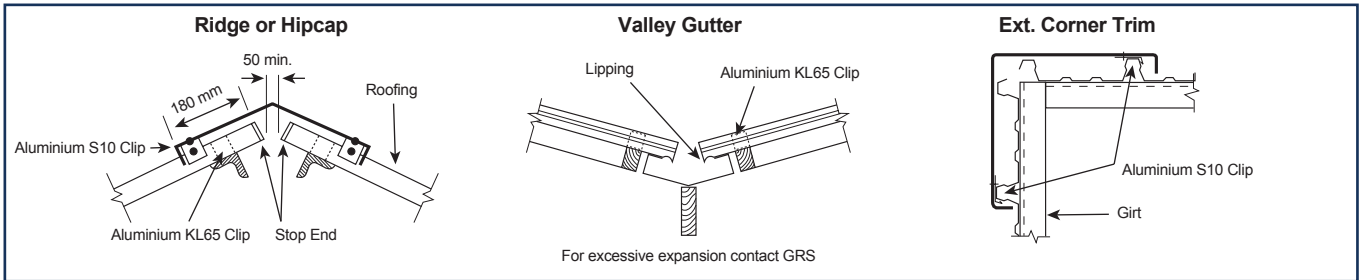 Ridge or Hipcap
50 min.
180 mm
Roofing
Aluminium S10 Clip
Aluminium KL65 Clip
Stop End
Valley Gutter
Lipping
Aluminium KL65 Clip
For excessive expansion contact GRS
Ext. Corner Trim
Aluminium S10 Clip
Girt